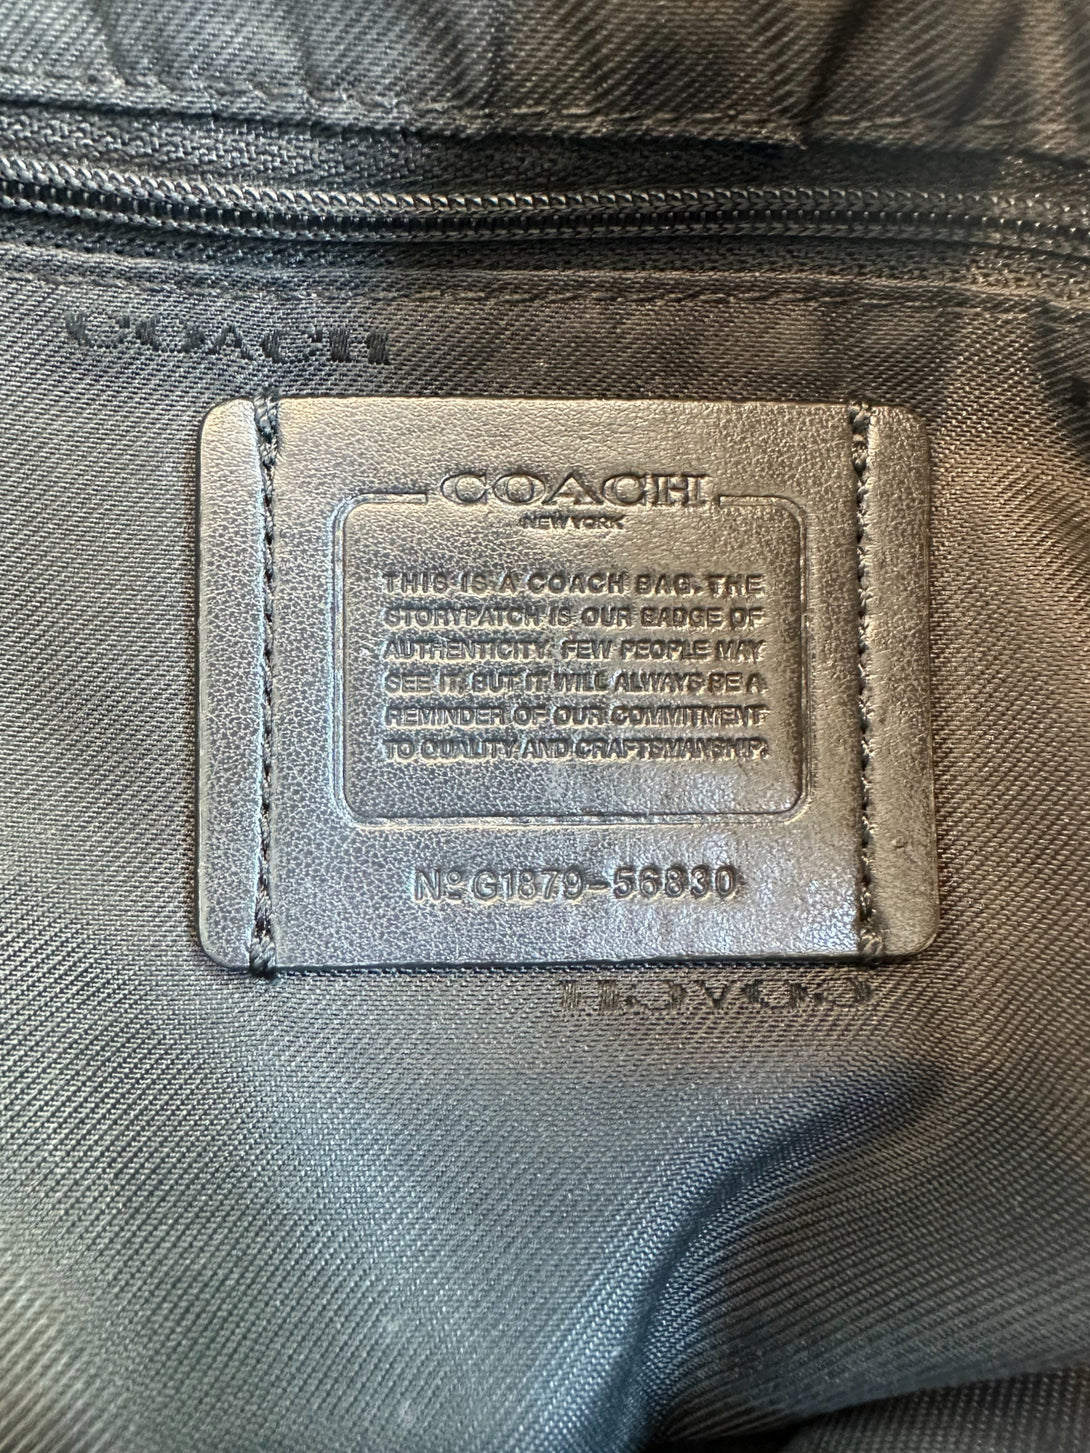 COACH
COACH
NEW YORK
THIS IS A COACH BAG. THE
STORYPATCH IS OUR BADGE OF
AUTHENTICITY. FEW PEOPLE MAY
SEE IT, BUT IT WILL ALWAYS BE A
REMINDER OF OUR COMMITMENT
TO QUALITY AND CRAFTSMANSHIP.
Nº G1879-56830
COACH